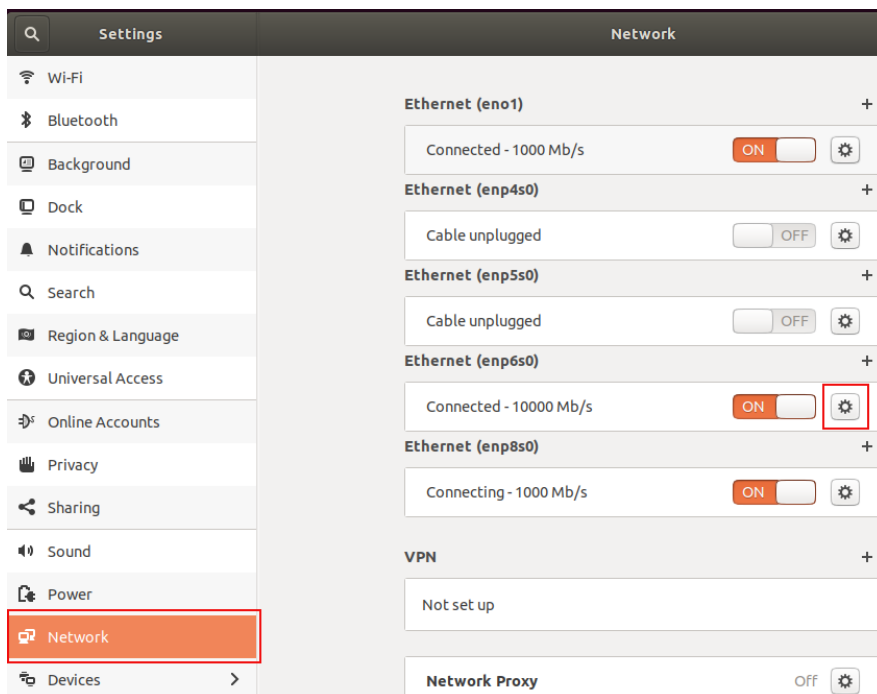 Settings
Network
Wi-Fi
Bluetooth
Background
Dock
Notifications
Search
Region & Language
Universal Access
Online Accounts
Privacy
Sharing
Sound
Power
Network
Devices
Ethernet (eno1)
Connected - 1000 Mb/s ON
Ethernet (enp4s0)
Cable unplugged OFF
Ethernet (enp5s0)
Cable unplugged OFF
Ethernet (enp6s0)
Connected - 10000 Mb/s ON
Ethernet (enp8s0)
Connecting - 1000 Mb/s ON
VPN
Not set up
Network Proxy Off